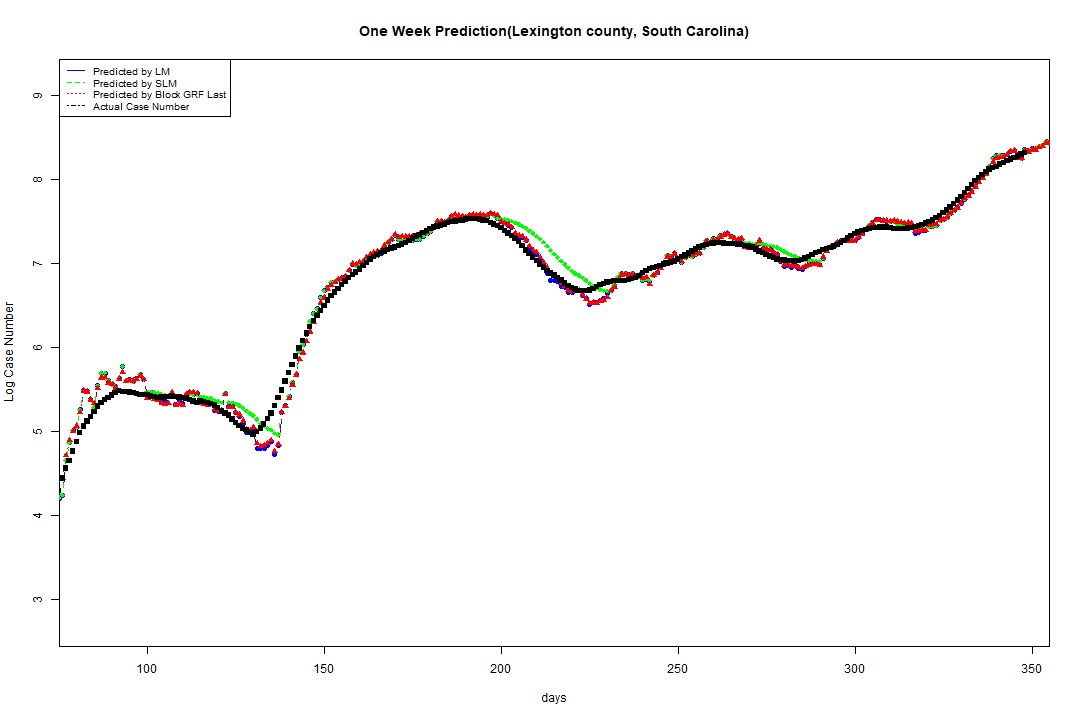 One Week Prediction(Lexington county, South Carolina)
Predicted by LM
Predicted by SLM
Predicted by Block GRF Last
Actual Case Number
Log Case Number
9
8
7
6
5
4
3
100 150 200 250 300 350
days